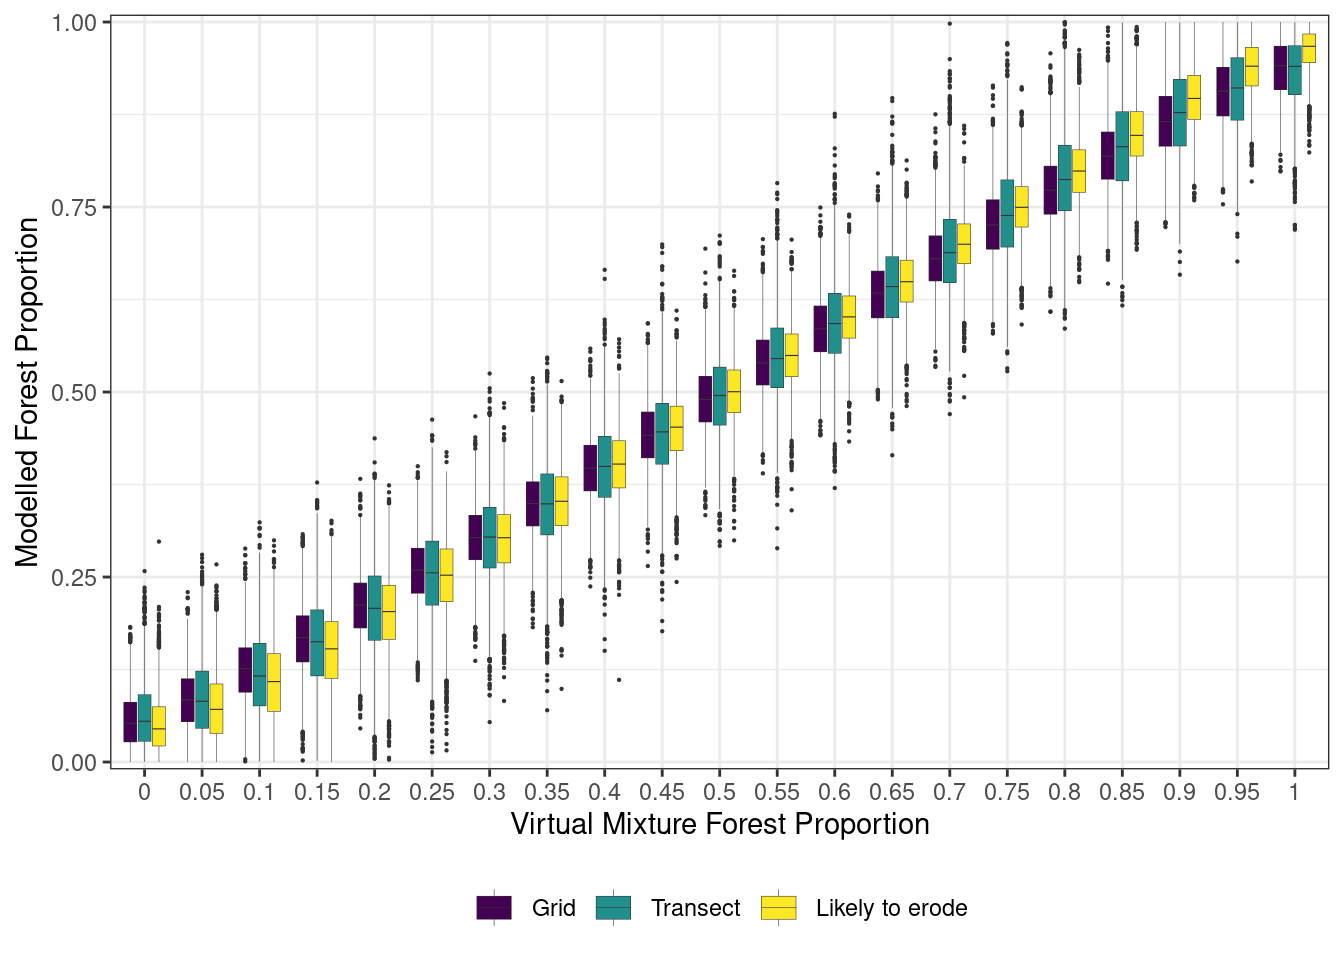 1.00
0.75
0.50
0.25
0.00
Modelled Forest Proportion
0 0.05 0.1 0.15 0.2 0.25 0.3 0.35 0.4 0.45 0.5 0.55 0.6 0.65 0.7 0.75 0.8 0.85 0.9 0.95 1
Virtual Mixture Forest Proportion
Grid Transect Likely to erode